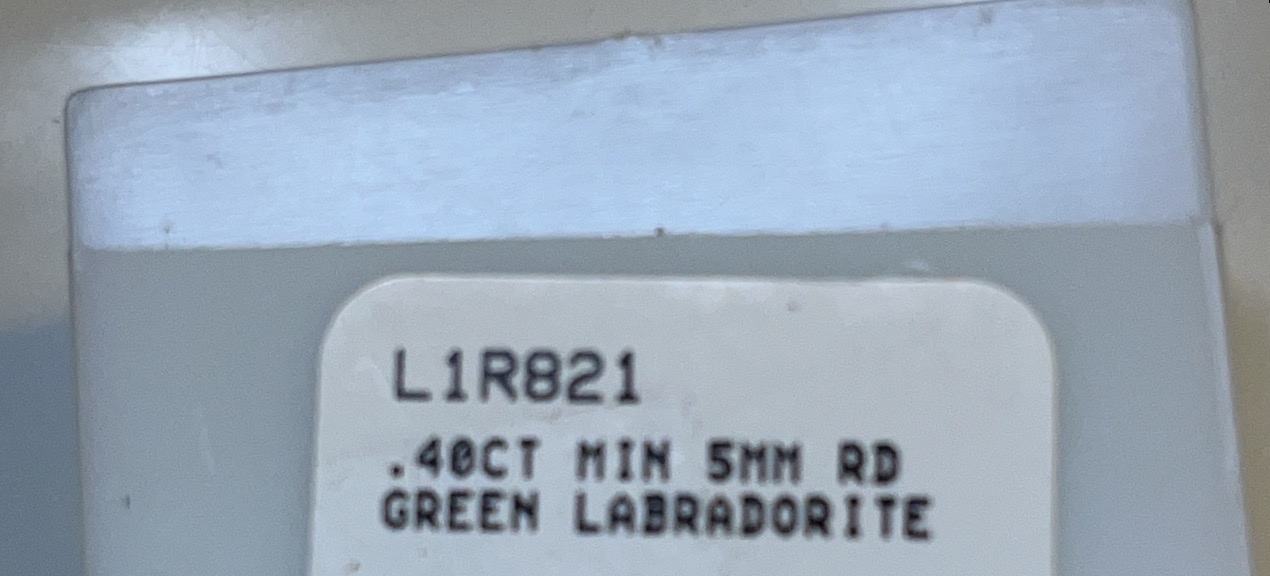 L1R821
.40CT MIN 5MM RD
GREEN LABRADORITE